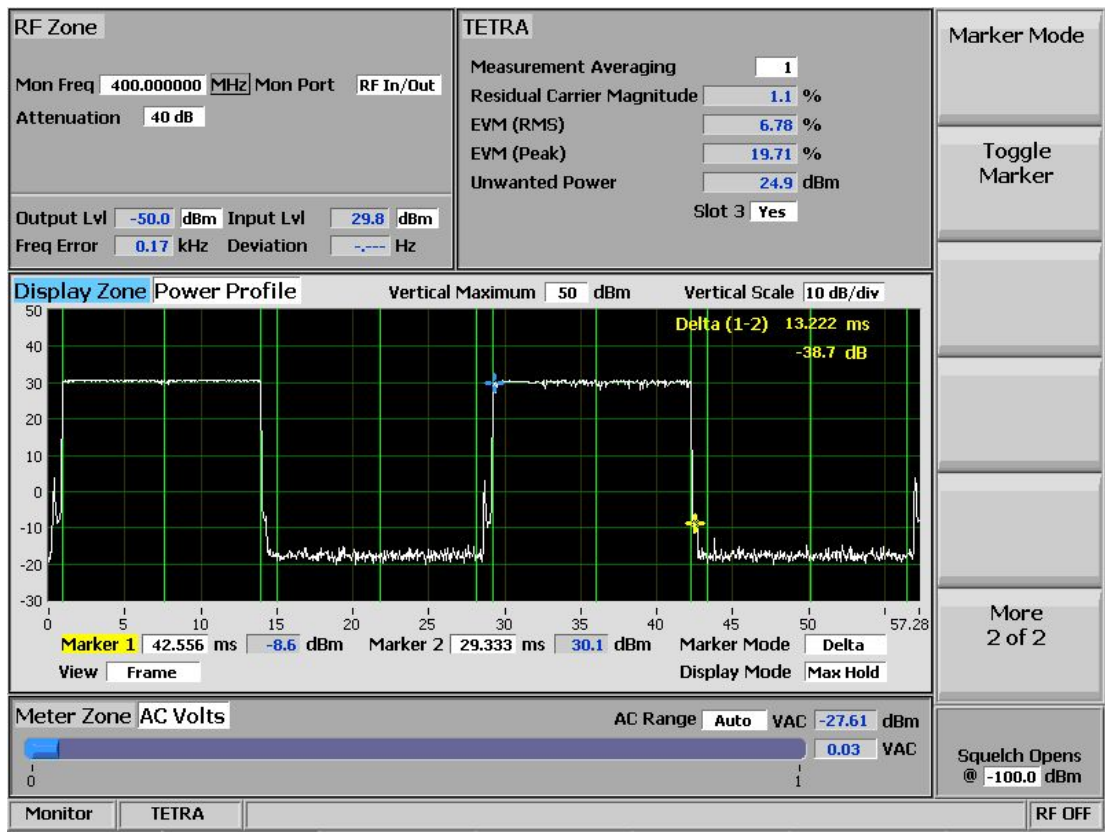 RF Zone
Mon Freq 400.000000 MHz Mon Port RF In/Out
Attenuation 40 dB
Output Lvl -50.0 dBm Input Lvl 29.8 dBm
Freq Error 0.17 kHz Deviation -.--- Hz
TETRA
Measurement Averaging 1
Residual Carrier Magnitude 1.1 %
EVM (RMS) 6.78 %
EVM (Peak) 19.71 %
Unwanted Power 24.9 dBm
Slot 3 Yes
Marker Mode
Toggle
Marker
More
2 of 2
Display Zone Power Profile Vertical Maximum 50 dBm Vertical Scale 10 dB/div
Delta (1-2) 13.222 ms
-38.7 dB
50
40
30
20
10
0
-10
-20
-30
0 5 10 15 20 25 30 35 40 45 50 57.28
Marker 1 42.556 ms -8.6 dBm Marker 2 29.333 ms 30.1 dBm Marker Mode Delta
View Frame Display Mode Max Hold
Meter Zone AC Volts AC Range Auto VAC -27.61 dBm
0.03 VAC
0 1
Squelch Opens
@ -100.0 dBm
Monitor TETRA RF OFF